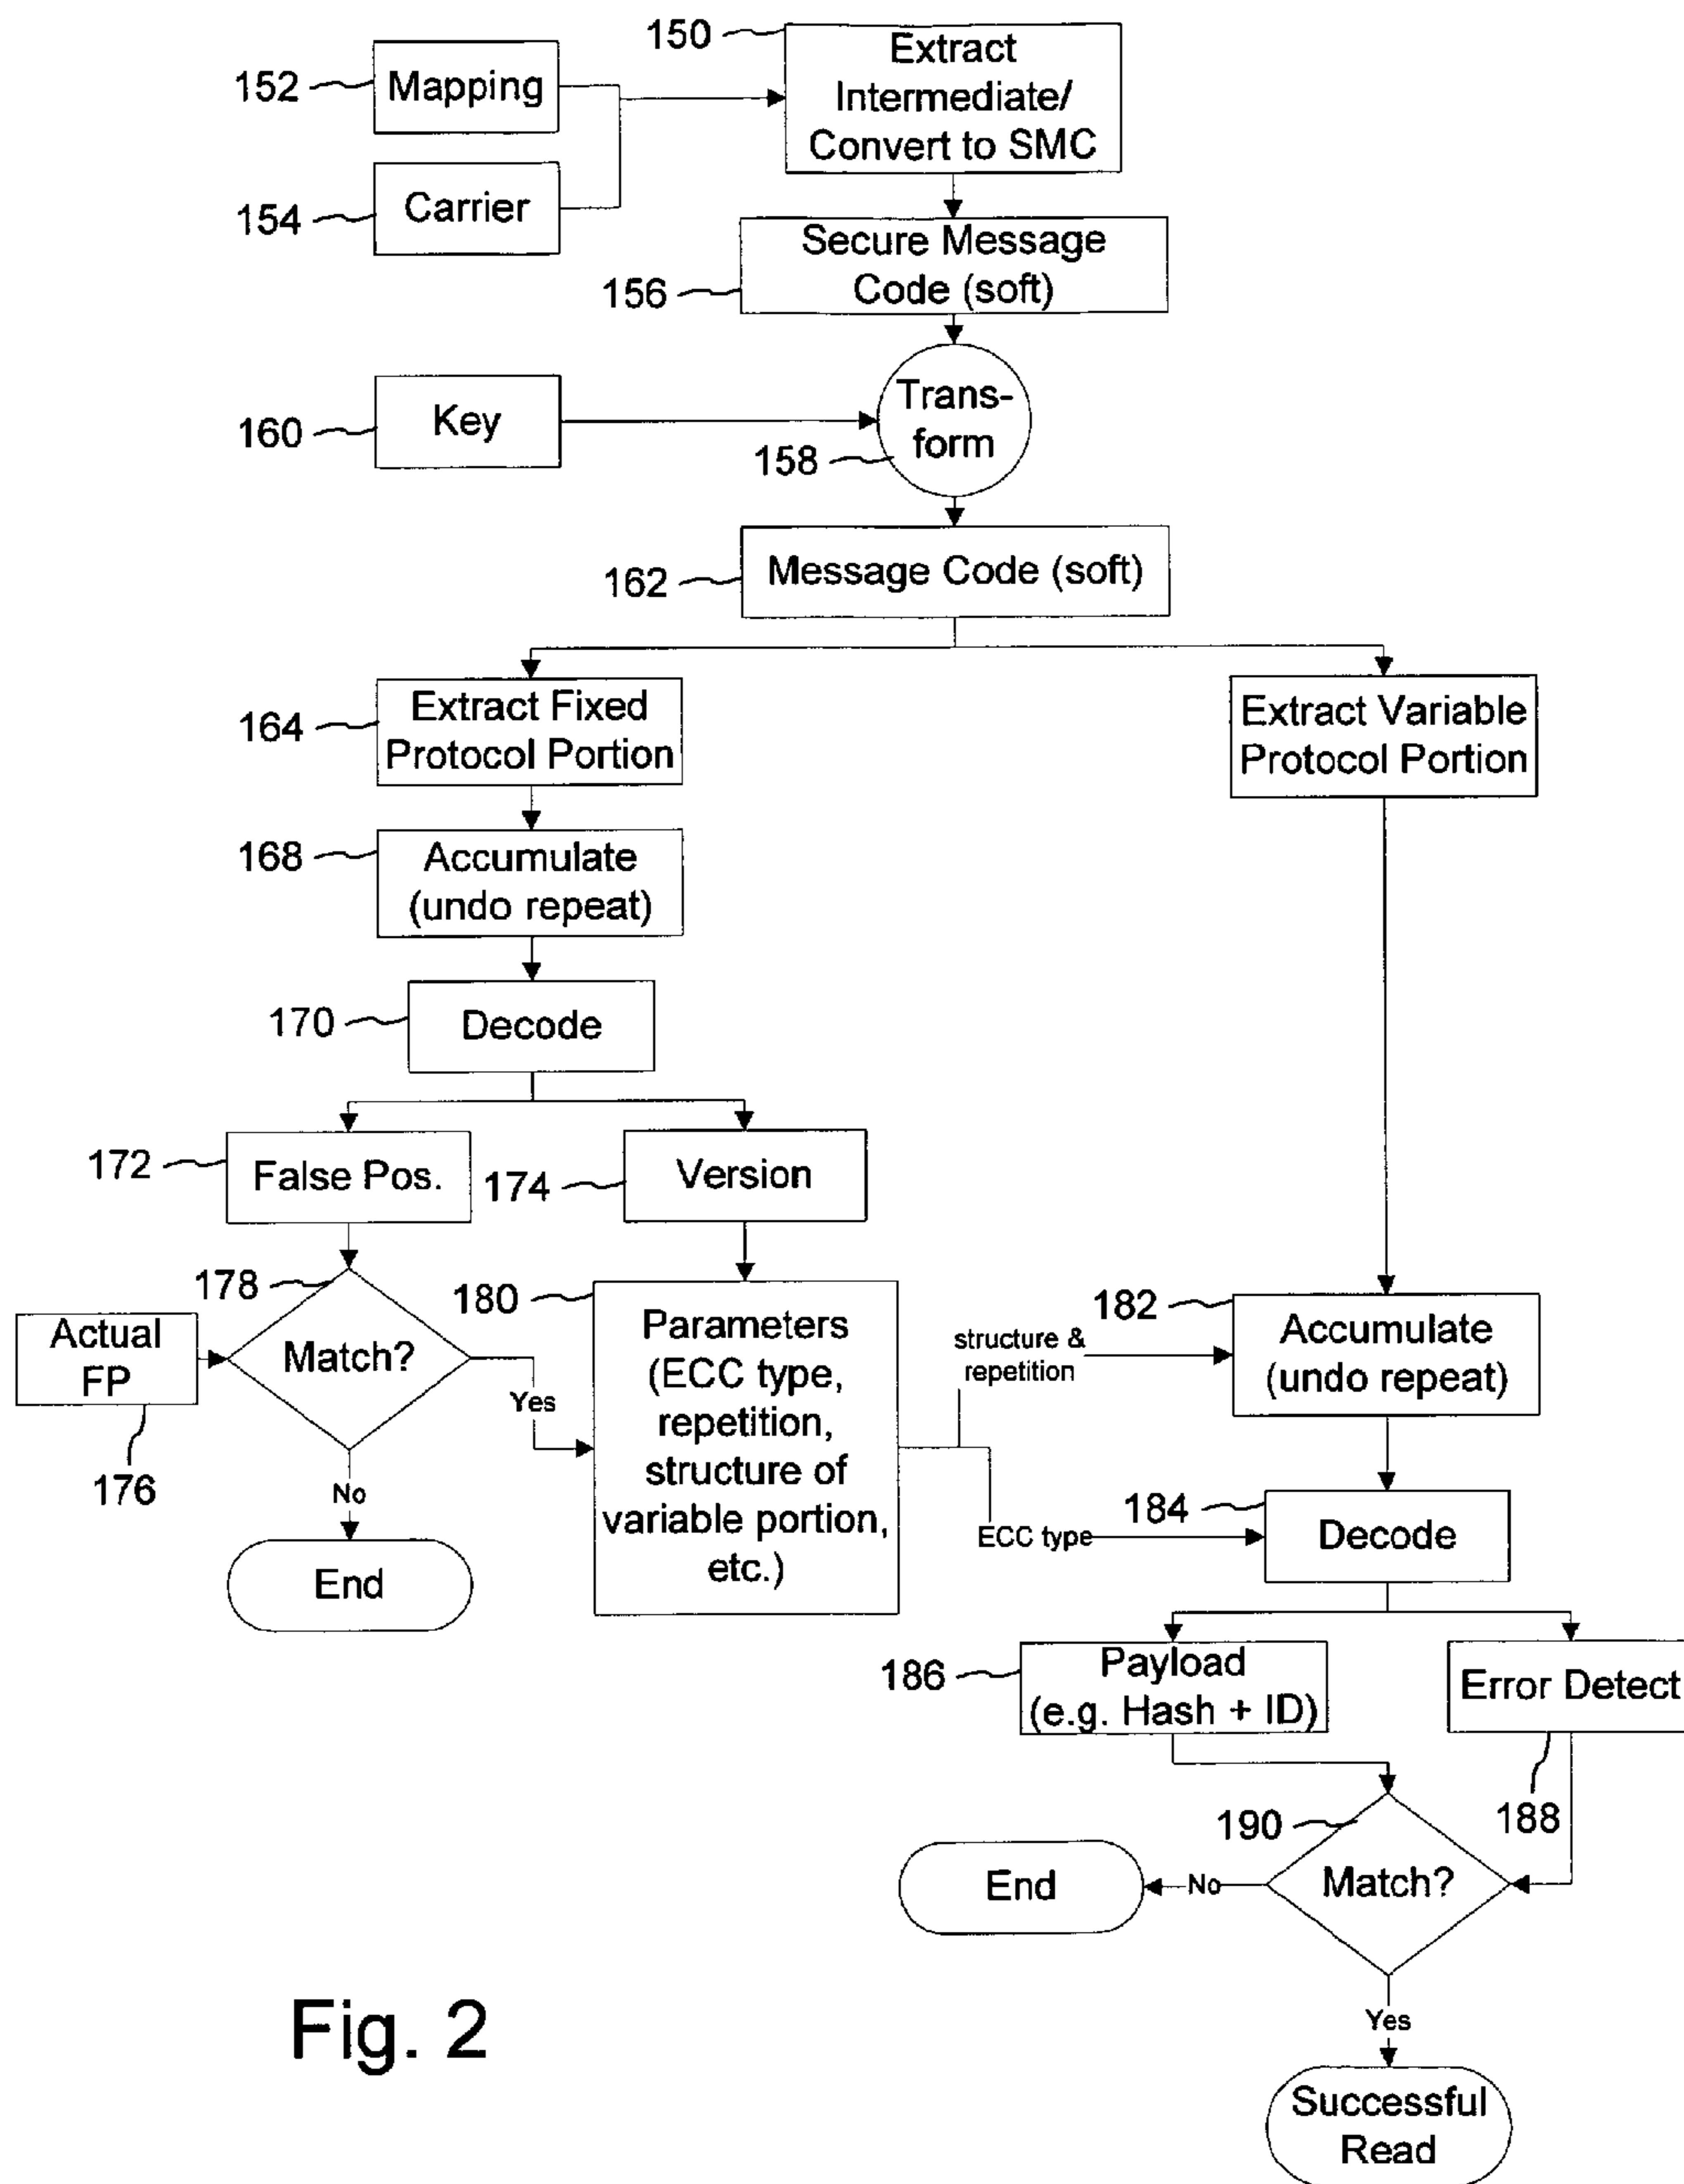 150
Extract
Intermediate/
Convert to SMC
152
Mapping
154
Carrier
Secure Message
Code (soft)
156
160
Key
Trans-
form
158
Message Code (soft)
162
Extract Fixed
Protocol Portion
164
Extract Variable
Protocol Portion
168
Accumulate
(undo repeat)
170
Decode
172
False Pos.
174
Version
178
Match?
Actual
FP
176
Yes
No
End
180
Parameters
(ECC type,
repetition,
structure of
variable portion,
etc.)
structure &
repetition
ECC type
182
Accumulate
(undo repeat)
184
Decode
186
Payload
(e.g. Hash + ID)
Error Detect
188
190
Match?
No
End
Yes
Successful
Read
Fig. 2